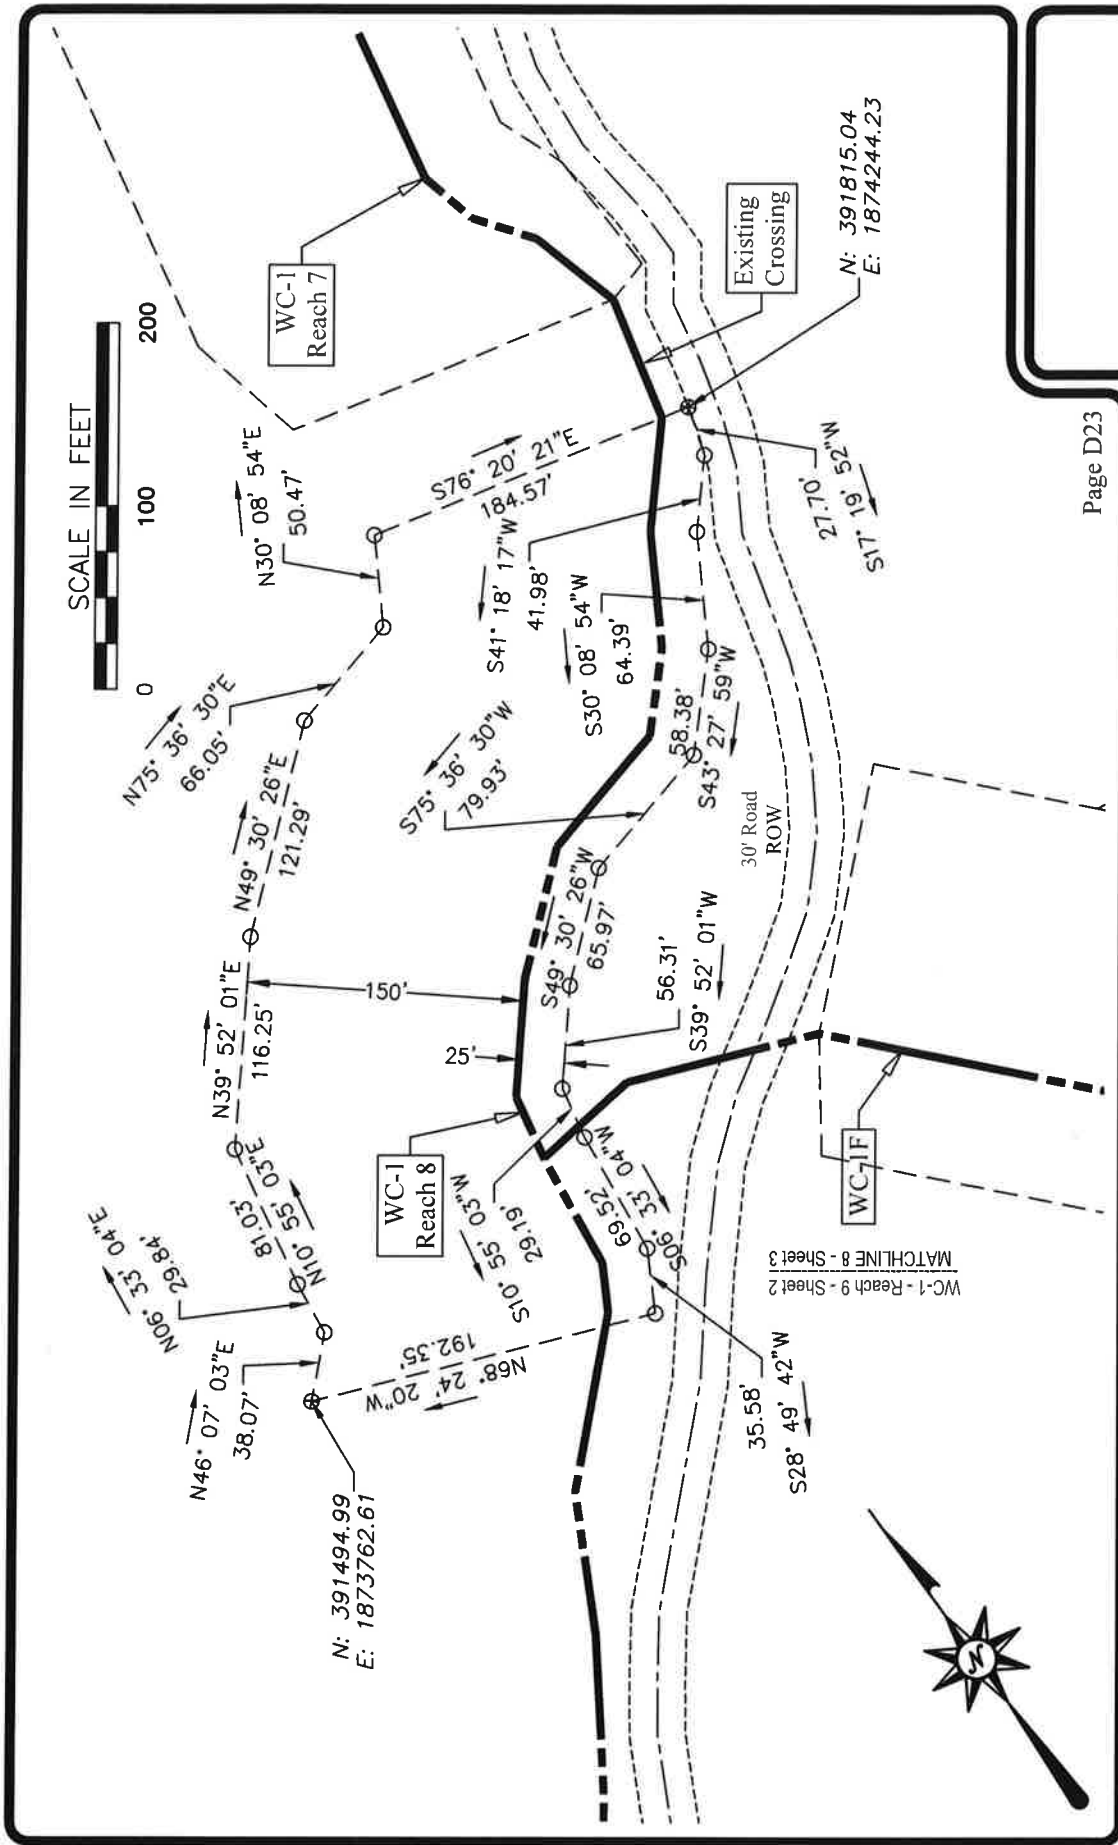 SCALE IN FEET
0
100
200
WC-1
Reach 7
N30° 08' 54"E
50.47'
N75° 36' 30"E
66.05'
N49° 30' 26"E
121.29'
N39° 52' 01"E
116.25'
N10° 55' 03"E
81.03'
N06° 33' 04"E
29.84'
N46° 07' 03"E
38.07'
N: 391494.99
E: 1873762.61
S76° 20' 21"E
184.57'
S41° 18' 17"W
41.98'
S30° 08' 54"W
64.39'
S75° 36' 30"W
79.93'
58.38'
S43° 27' 59"W
S49° 30' 26"W
65.97'
150'
25'
56.31'
S39° 52' 01"W
WC-1
Reach 8
S10° 55' 03"W
29.19'
69.52'
S06° 33' 04"W
N68° 24' 20"W
192.35'
35.58'
S28° 49' 42"W
Existing
Crossing
N: 391815.04
E: 1874244.23
27.70'
S17° 19' 52"W
30' Road
ROW
WC-1F
WC-1 - Reach 9 - Sheet 2
MATCHLINE 8 - Sheet 3
N
Page D23